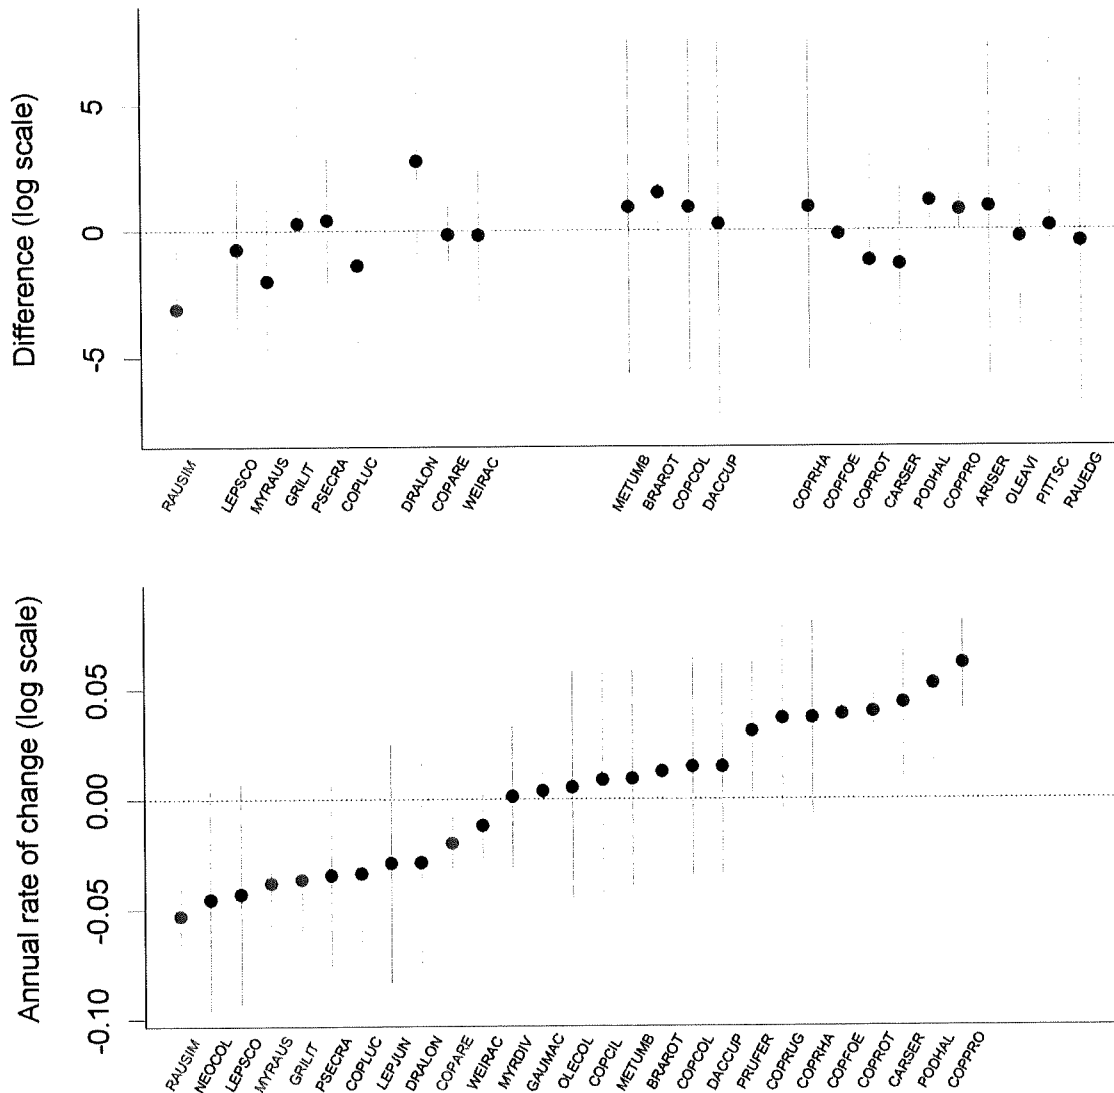 Difference (log scale)
5
0
-5
RAUSIM
LEPSCO
MYRAUS
GRILIT
PSECRA
COPLUC
DRALON
COPARE
WEIRAC
METUMB
BRAROT
COPCOL
DACCUP
COPRHA
COPFOE
COPROT
CARSER
PODHAL
COPPRO
ARISER
OLEAVI
PITTSC
RAUEDG
Annual rate of change (log scale)
0.05
0.00
-0.05
-0.10
RAUSIM
NEOCOL
LEPSCO
MYRAUS
GRILIT
PSECRA
COPLUC
LEPJUN
DRALON
COPARE
WEIRAC
MYRDIV
GAUMAC
OLECOL
COPCIL
METUMB
BRAROT
COPCOL
DACCUP
PRUFER
COPRUG
COPRHA
COPFOE
COPROT
CARSER
PODHAL
COPPRO